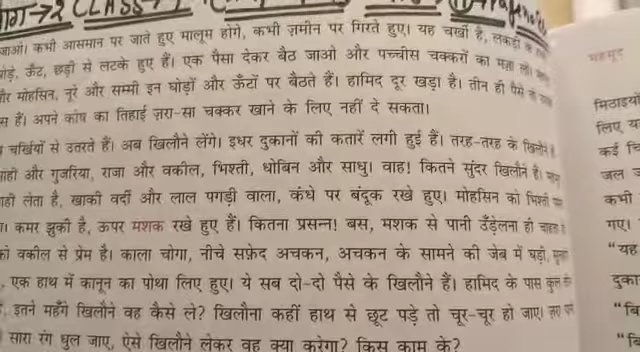 भाग→२ CLASS→
जाओ। कभी आसमान पर जाते हुए मालूम होंगे, कभी ज़मीन पर गिरते हुए। यह चर्खी है, लकड़ी के
घोड़े, ऊँट, छड़ों से लटके हुए हैं। एक पैसा देकर बैठ जाओ और पच्चीस चक्करों का मज़ा लो।
और मोहसिन, नूरे और सम्मी इन घोड़ों और ऊँटों पर बैठते हैं। हामिद दूर खड़ा है। तीन ही पैसे तो
स हैं। अपने कोष का तिहाई ज़रा-सा चक्कर खाने के लिए नहीं दे सकता।
चर्खियों से उतरते हैं। अब खिलौने लेंगे। इधर दुकानों की कतारें लगी हुई हैं। तरह-तरह के खिलौने
और गुजरिया, राजा और वकील, भिश्ती, धोबिन और साधु। वाह! कितने सुंदर खिलौने हैं।
लेता है, खाकी वर्दी और लाल पगड़ी वाला, कंधे पर बंदूक रखे हुए। मोहसिन को भिश्ती
कमर झुकी है, ऊपर मशक रखे हुए हैं। कितना प्रसन्न! बस, मशक से पानी उँड़ेलना ही चाहता
को वकील से प्रेम है। काला चोगा, नीचे सफ़ेद अचकन, अचकन के सामने की जेब में घड़ी,
, एक हाथ में कानून का पोथा लिए हुए। ये सब दो-दो पैसे के खिलौने हैं। हामिद के पास कुल
इतने महँगे खिलौने वह कैसे ले? खिलौना कहीं हाथ से छूट पड़े तो चूर-चूर हो जाए।
सारा रंग धुल जाए, ऐसे खिलौने लेकर वह क्या करेगा? किस काम के?
महमूद
मिठाइयों
लिए
कई
जल
कभी
गए।
"यह
दुका
"बि
"बि